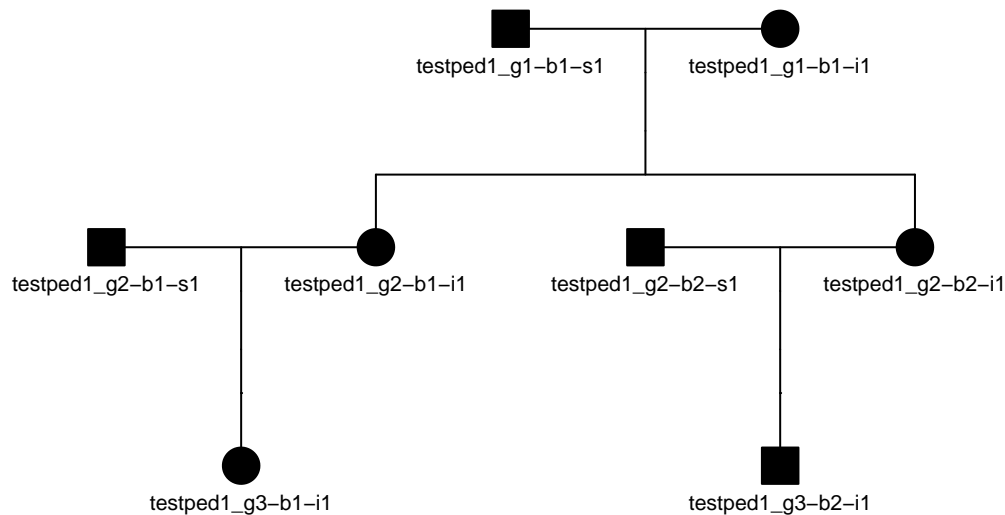 testped1_g1−b1−s1
testped1_g1−b1−i1
testped1_g2−b1−s1
testped1_g2−b1−i1
testped1_g2−b2−s1
testped1_g2−b2−i1
testped1_g3−b1−i1
testped1_g3−b2−i1